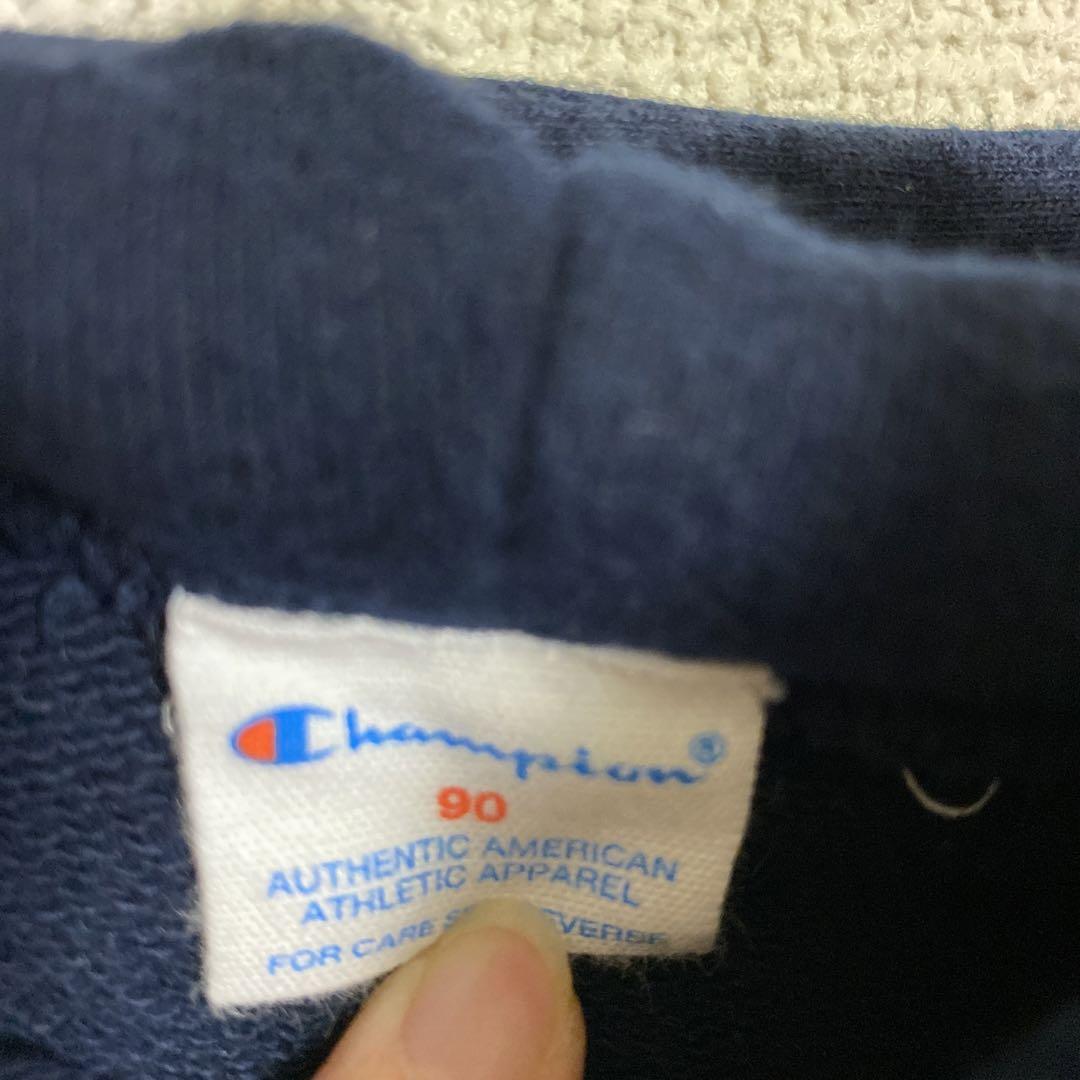 Champion®
90
AUTHENTIC AMERICAN
ATHLETIC APPAREL
FOR CARE